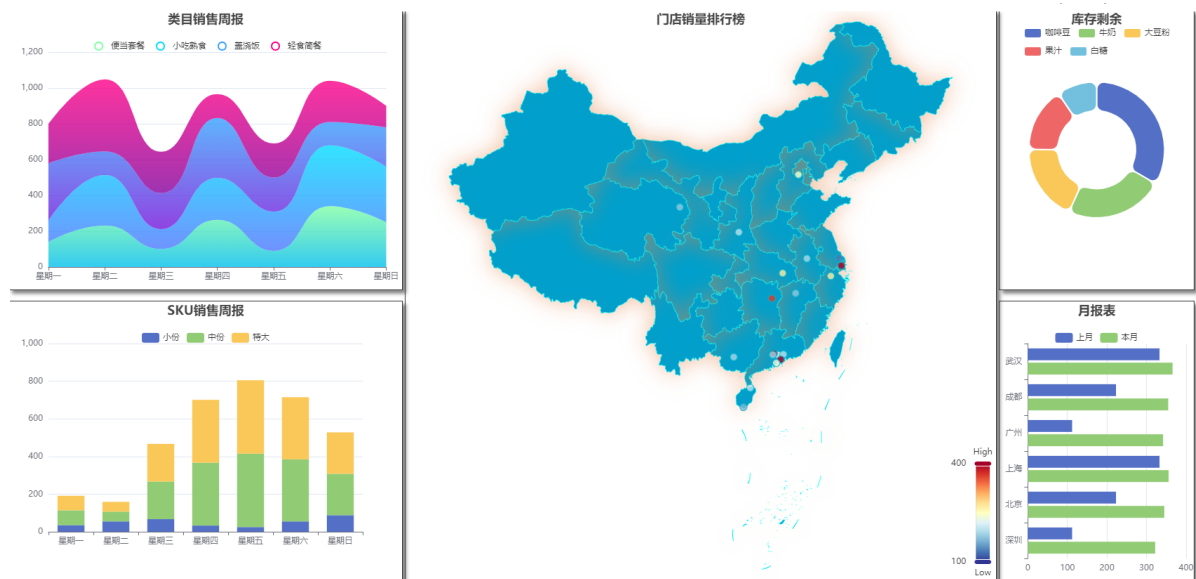 类目销售周报
便当套餐 小吃熟食 盖浇饭 轻食简餐
1,200
1,000
800
600
400
200
0
星期一 星期二 星期三 星期四 星期五 星期六 星期日
SKU销售周报
小份 中份 特大
1,000
800
600
400
200
0
星期一 星期二 星期三 星期四 星期五 星期六 星期日
门店销量排行榜
High
400
100
Low
库存剩余
咖啡豆 牛奶 大豆粉
果汁 白糖
月报表
上月 本月
武汉
成都
广州
上海
北京
深圳
0 100 200 300 400